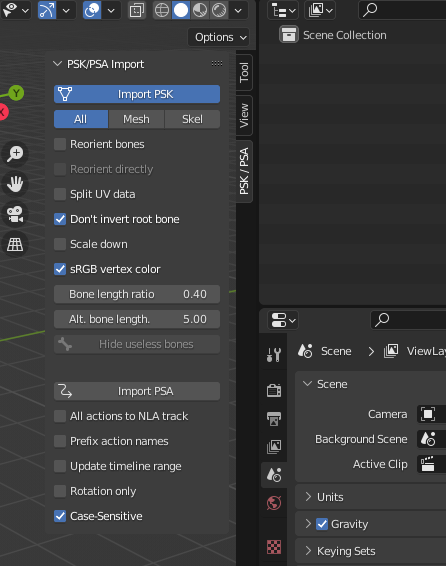 Options
PSK/PSA Import
Import PSK
All Mesh Skel
Reorient bones
Reorient directly
Split UV data
Don't invert root bone
Scale down
sRGB vertex color
Bone length ratio 0.40
Alt. bone length. 5.00
Hide useless bones
Import PSA
All actions to NLA track
Prefix action names
Update timeline range
Rotation only
Case-Sensitive
Y
X
Tool
View
PSK / PSA
Scene Collection
Scene ViewLay
Scene
Camera
Background Scene
Active Clip
Units
Gravity
Keying Sets